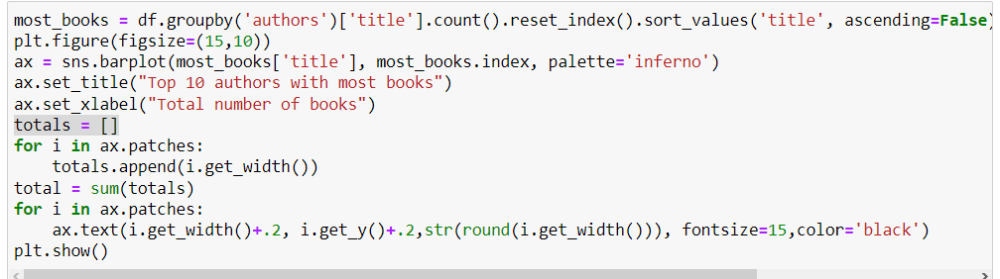 most_books = df.groupby('authors')['title'].count().reset_index().sort_values('title', ascending=False)
plt.figure(figsize=(15,10))
ax = sns.barplot(most_books['title'], most_books.index, palette='inferno')
ax.set_title("Top 10 authors with most books")
ax.set_xlabel("Total number of books")
totals = []
for i in ax.patches:
    totals.append(i.get_width())
total = sum(totals)
for i in ax.patches:
    ax.text(i.get_width()+.2, i.get_y()+.2,str(round(i.get_width())), fontsize=15,color='black')
plt.show()